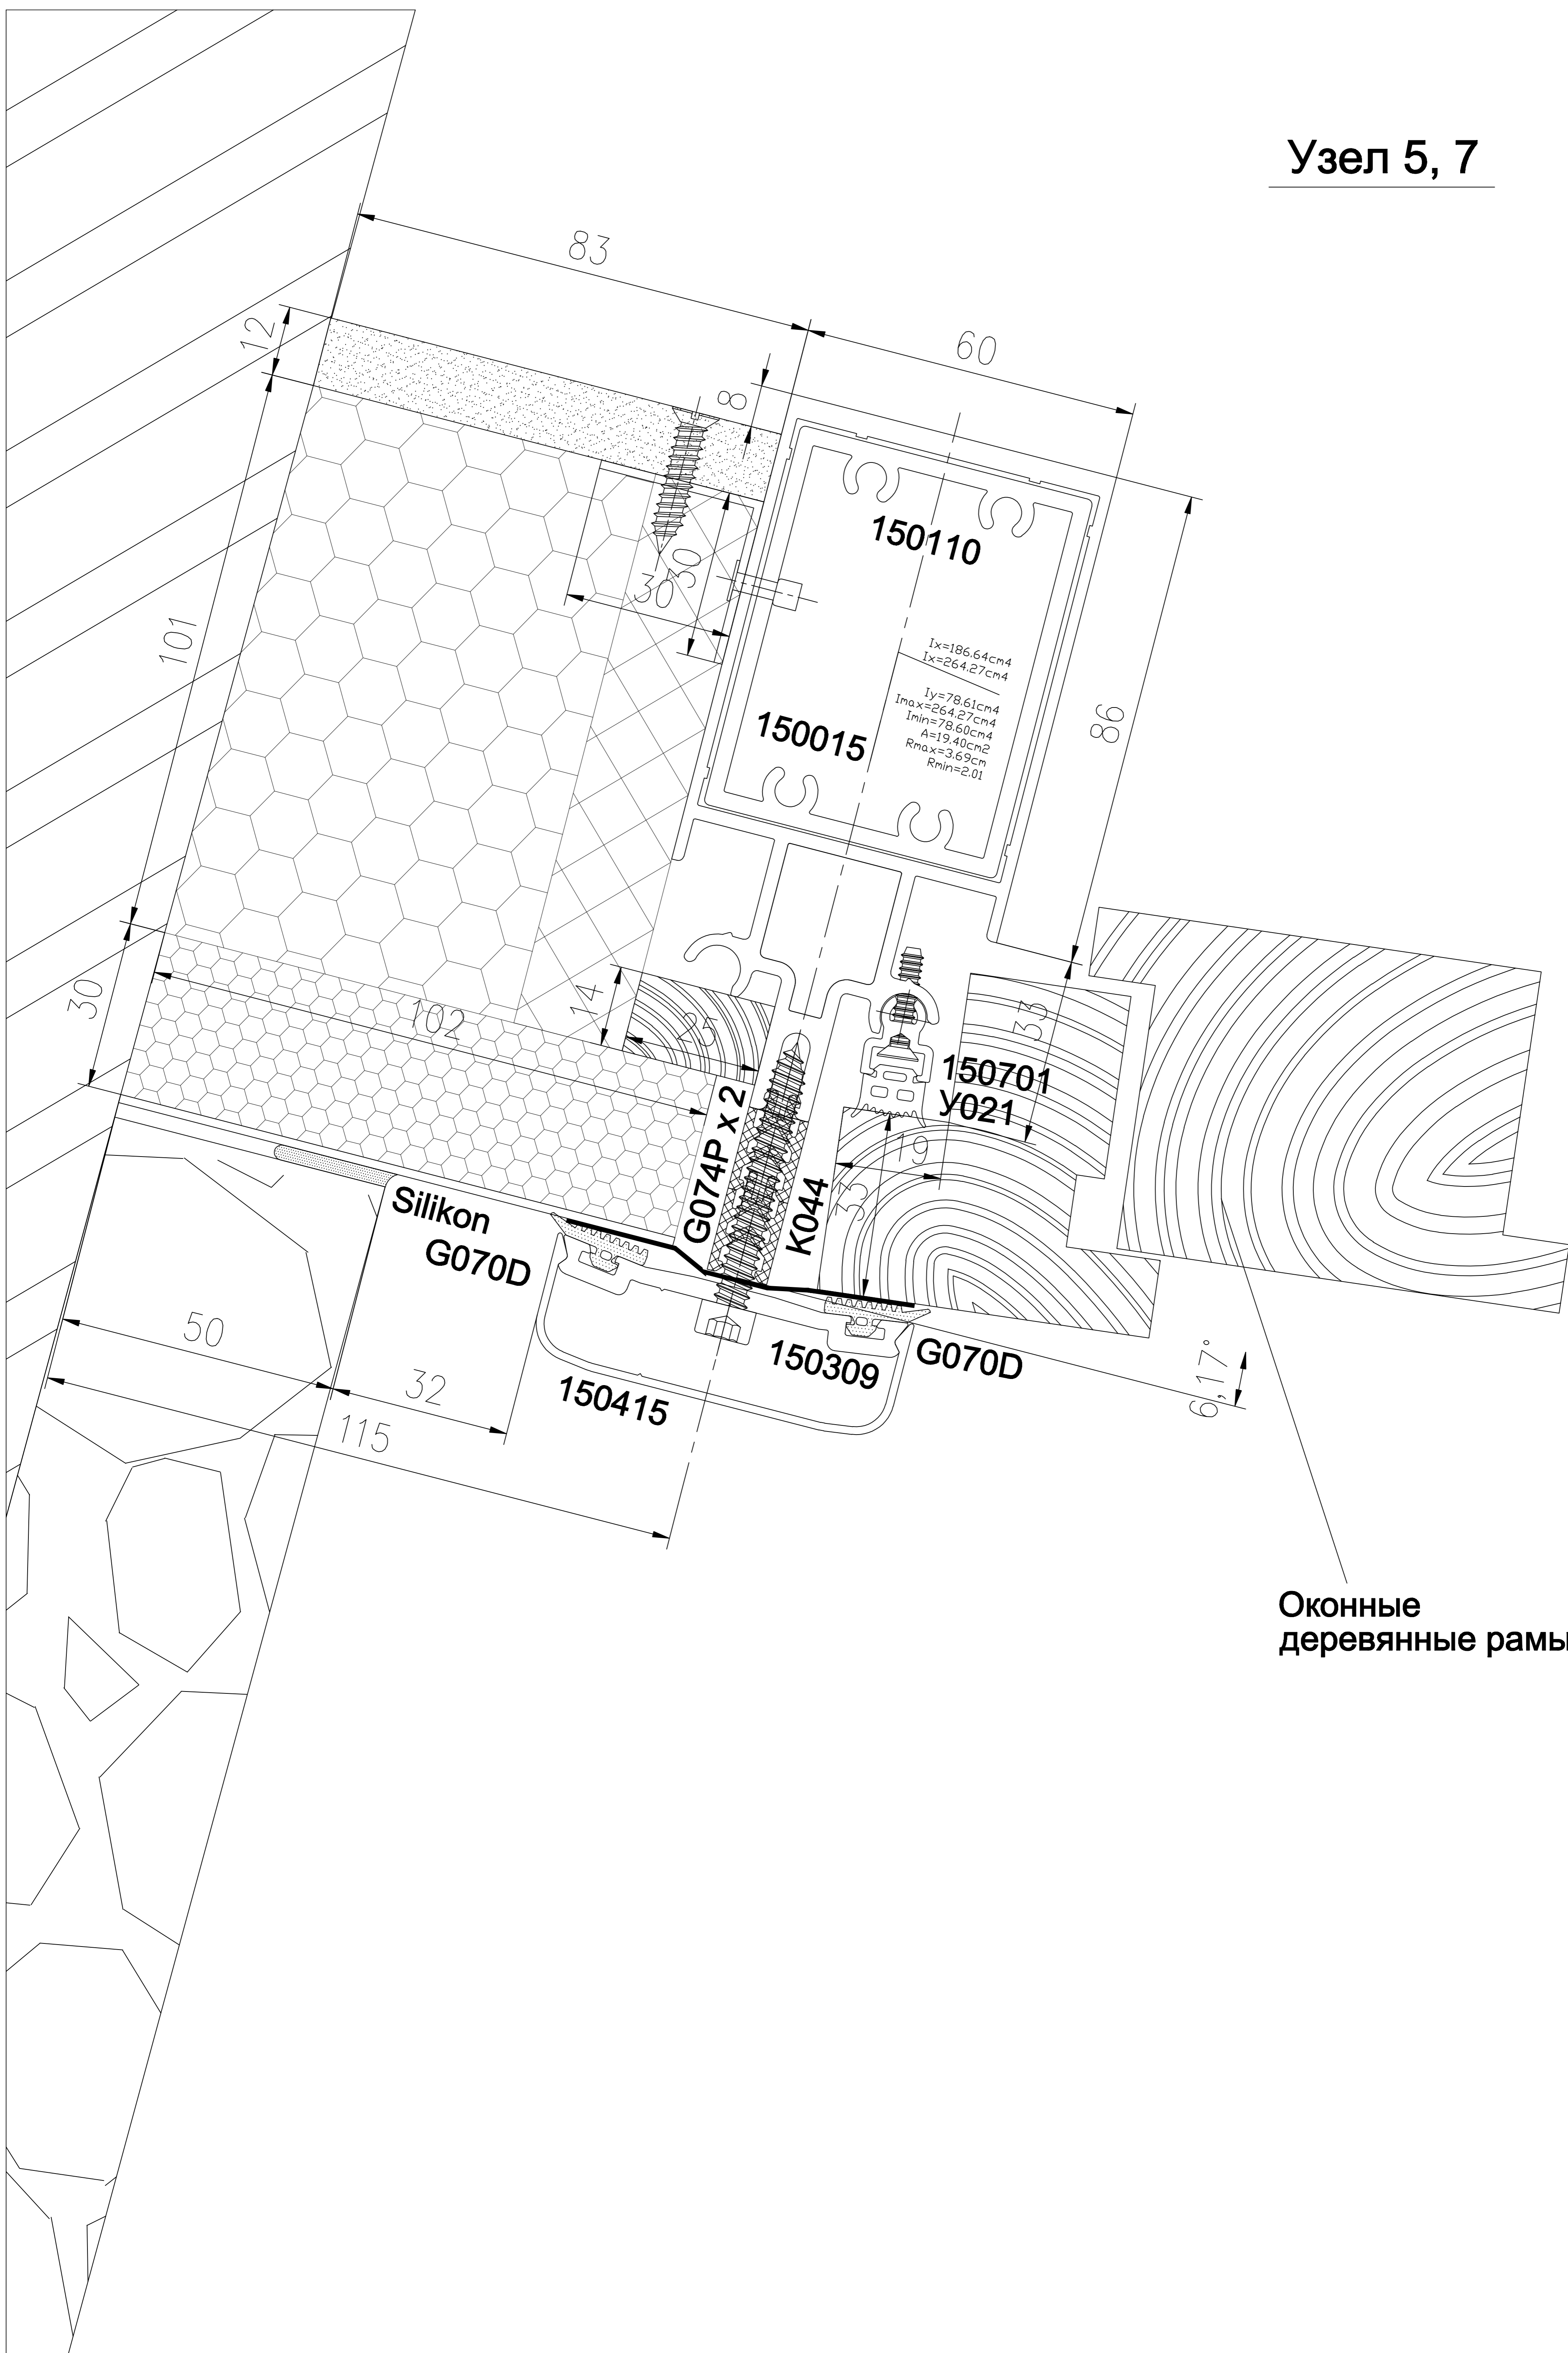 Узел 5, 7
83
60
12
8
150110
30
30
101
Ix=186.64cm4
Ix=264.27cm4
Iy=78.61cm4
Imax=264.27cm4
Imin=78.60cm4
A=19.40cm2
Rmax=3.69cm
Rmin=2.01
150015
86
30
102
14
25
33
150701
У021
G074P x 2
19
33
K044
Silikon
G070D
50
32
115
150415
150309
G070D
6,17°
Оконные
деревянные рамы